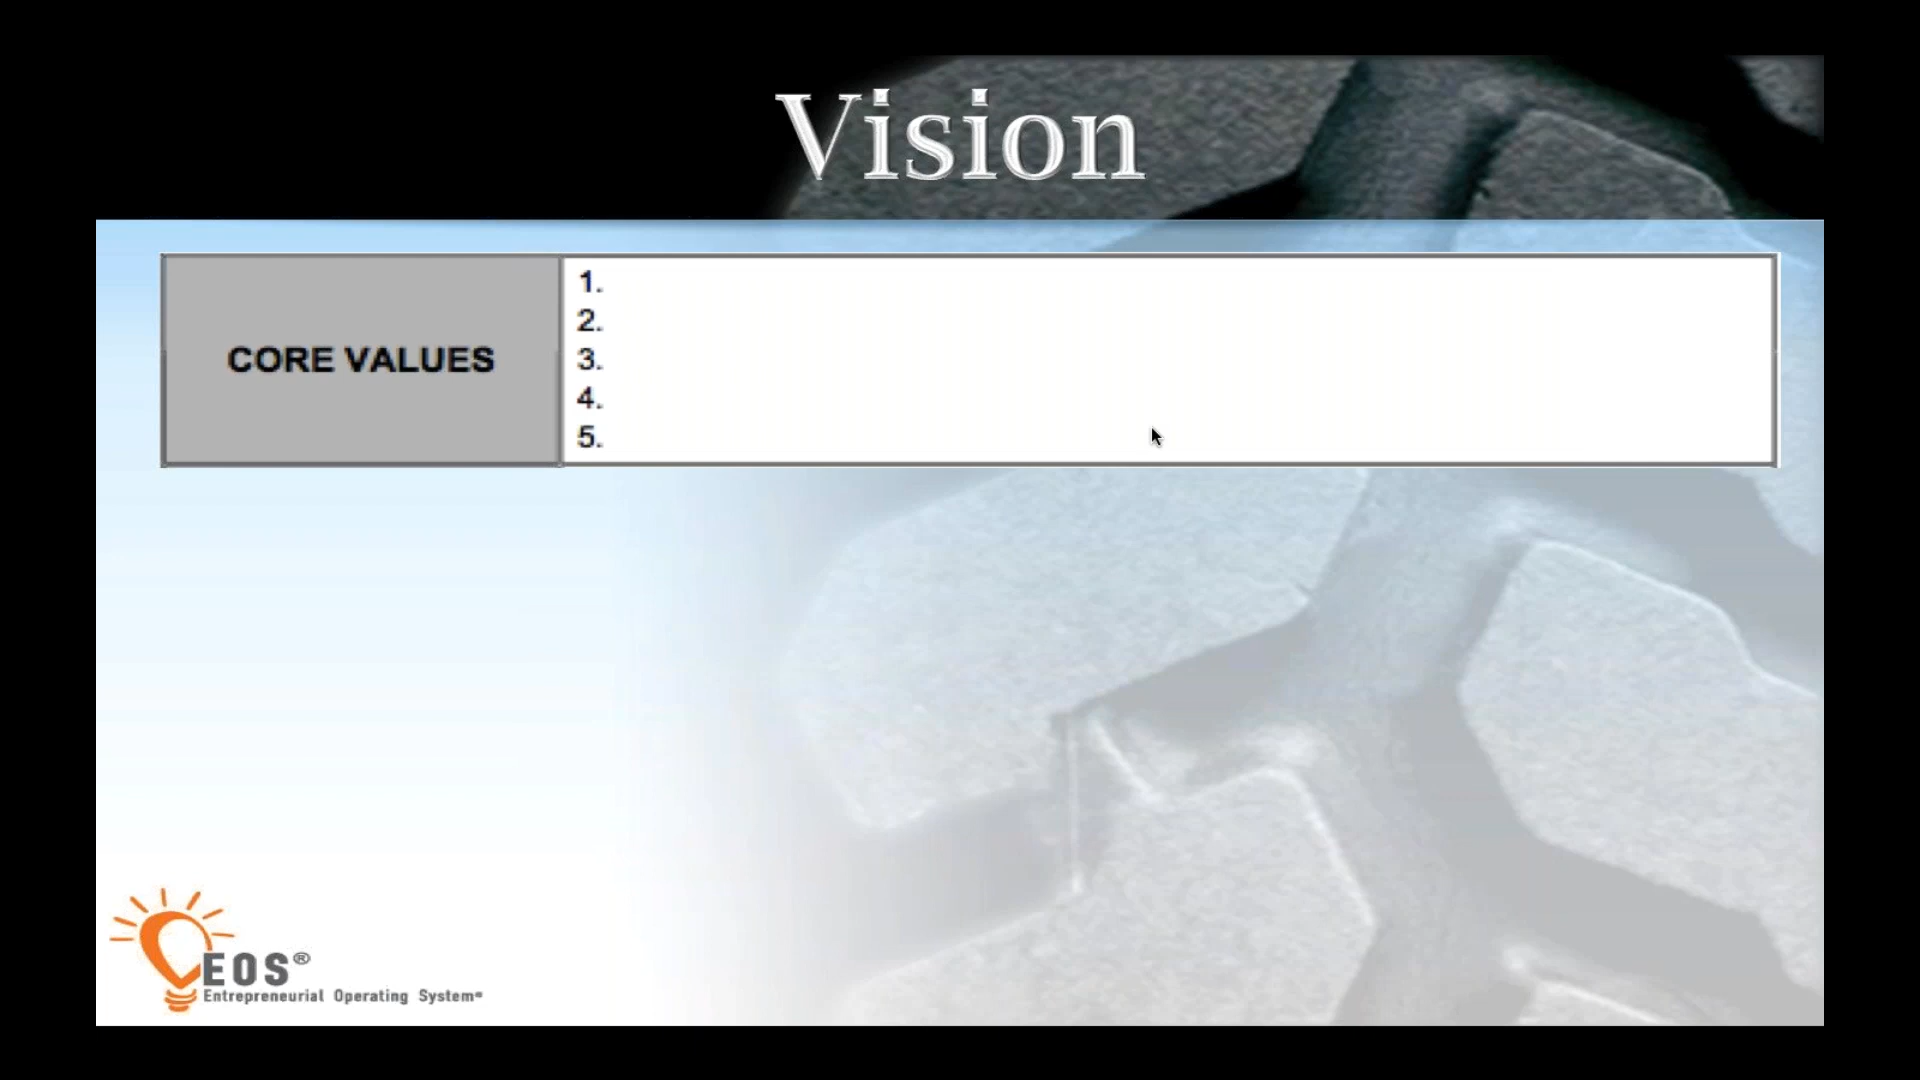 Vision
CORE VALUES
1.
2.
3.
4.
5.
EOS®
Entrepreneurial Operating System